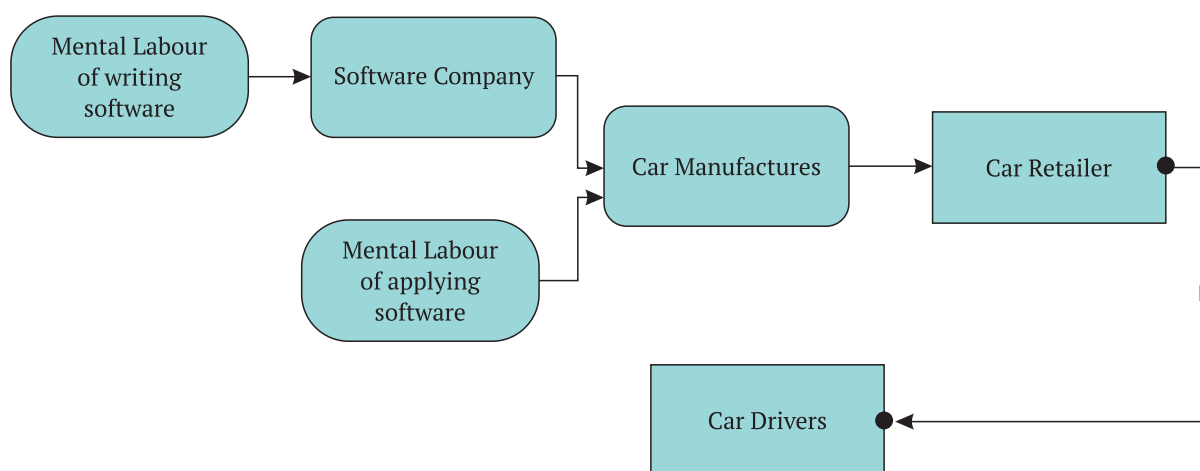 Mental Labour
of writing
software
Software Company
Car Manufactures
Car Retailer
Mental Labour
of applying
software
Car Drivers